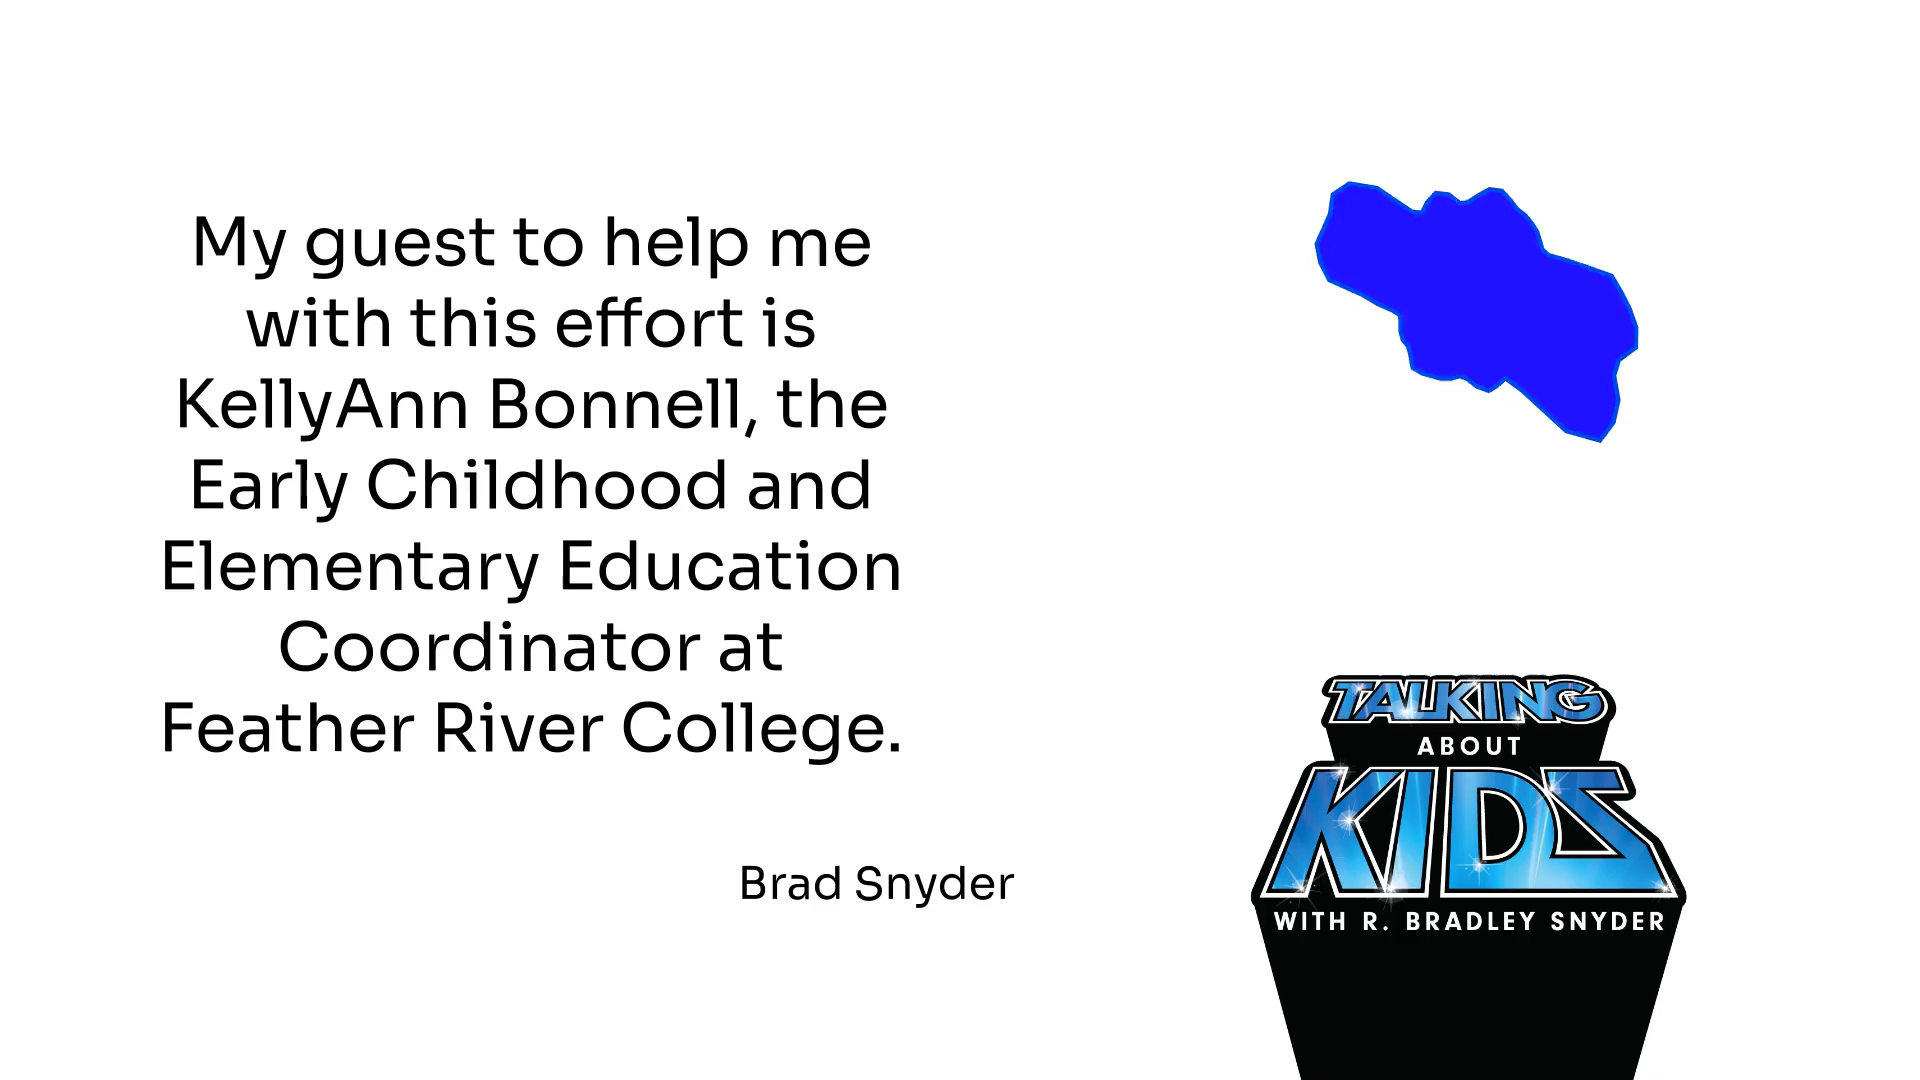 My guest to help me
with this effort is
KellyAnn Bonnell, the
Early Childhood and
Elementary Education
Coordinator at
Feather River College.
Brad Snyder
TALKING
ABOUT
KIDS
WITH R. BRADLEY SNYDER